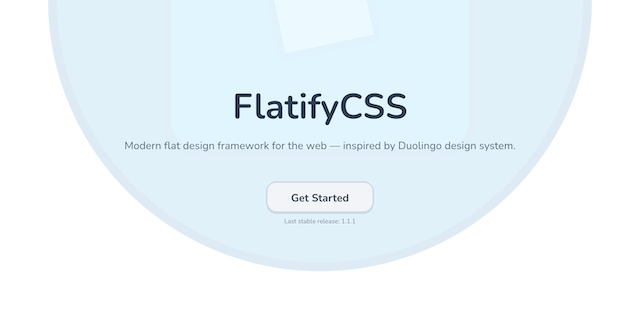 FlatifyCSS
Modern flat design framework for the web — inspired by Duolingo design system.
Get Started
Last stable release: 1.1.1